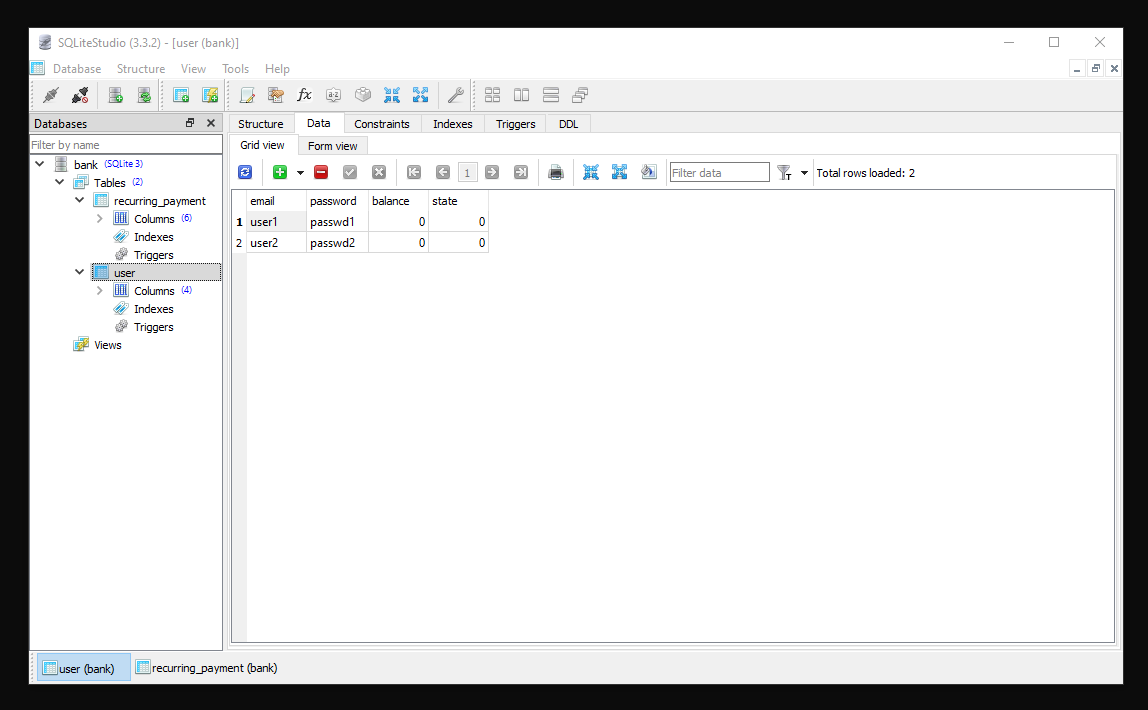 SQLiteStudio (3.3.2) - [user (bank)]
Database Structure View Tools Help
Databases
Filter by name
bank (SQLite 3)
Tables (2)
recurring_payment
Columns (6)
Indexes
Triggers
user
Columns (4)
Indexes
Triggers
Views
Structure Data Constraints Indexes Triggers DDL
Grid view Form view
1 Filter data Total rows loaded: 2
email password balance state
1 user1 passwd1 0 0
2 user2 passwd2 0 0
user (bank) recurring_payment (bank)